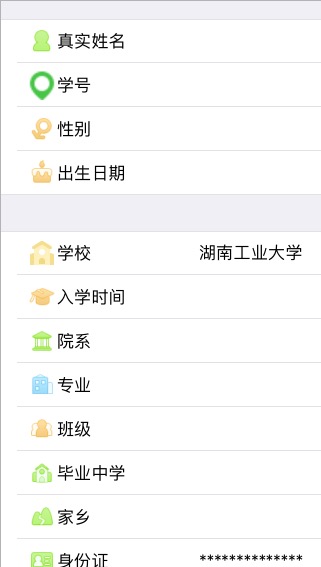 真实姓名
学号
性别
出生日期
学校 湖南工业大学
入学时间
院系
专业
班级
毕业中学
家乡
身份证 **************